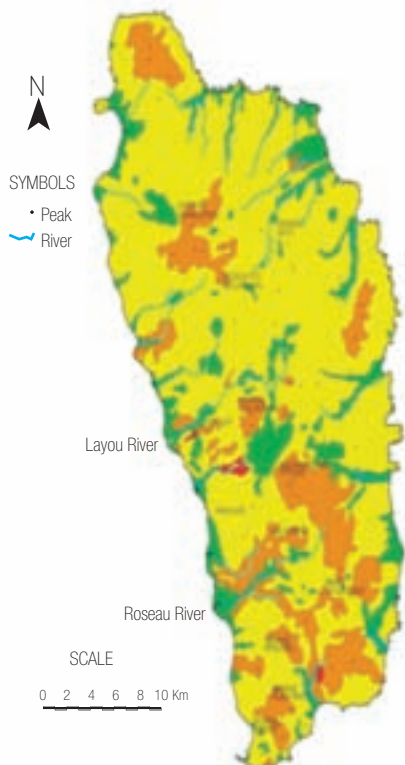 N
SYMBOLS
Peak
River
Layou River
Roseau River
SCALE
0 2 4 6 8 10 Km